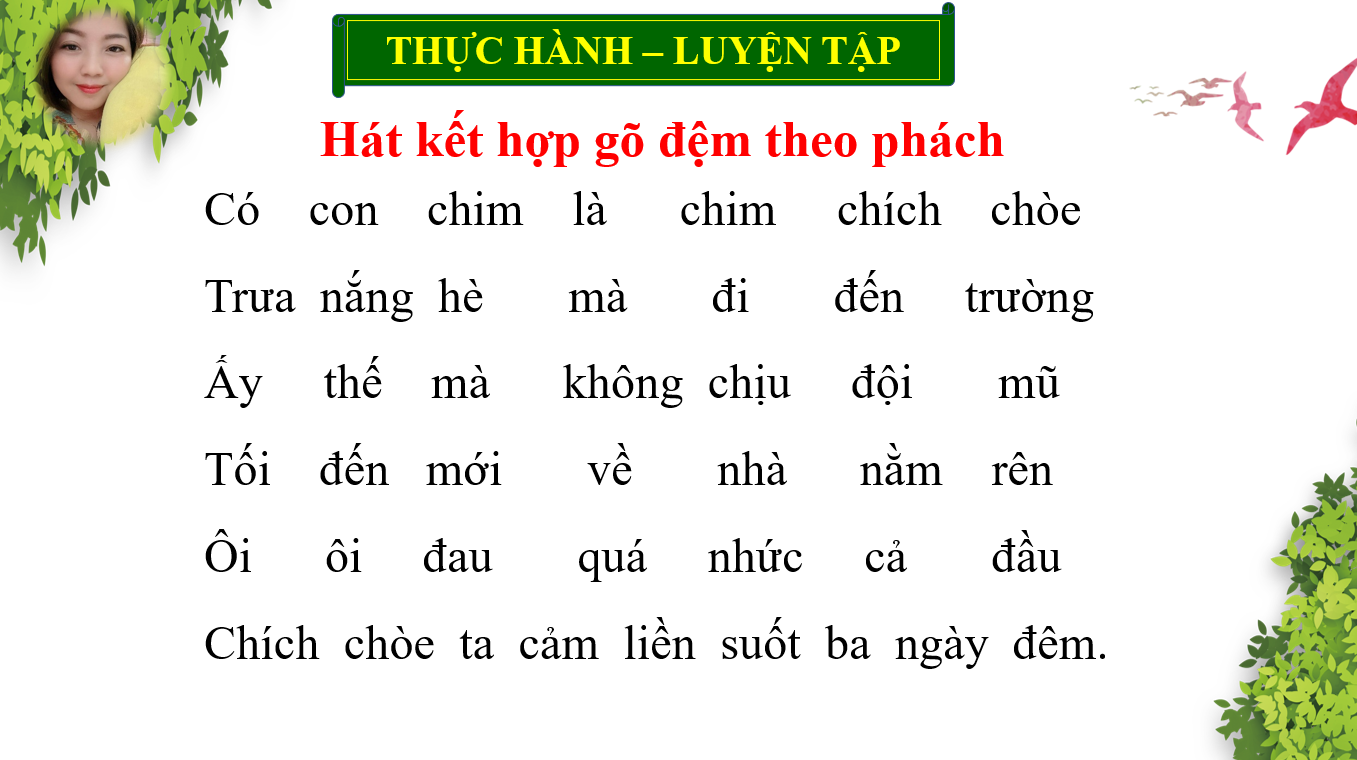 THỰC HÀNH – LUYỆN TẬP
Hát kết hợp gõ đệm theo phách
Có con chim là chim chích chòe
Trưa nắng hè mà đi đến trường
Ấy thế mà không chịu đội mũ
Tối đến mới về nhà nằm rên
Ôi ôi đau quá nhức cả đầu
Chích chòe ta cảm liền suốt ba ngày đêm.